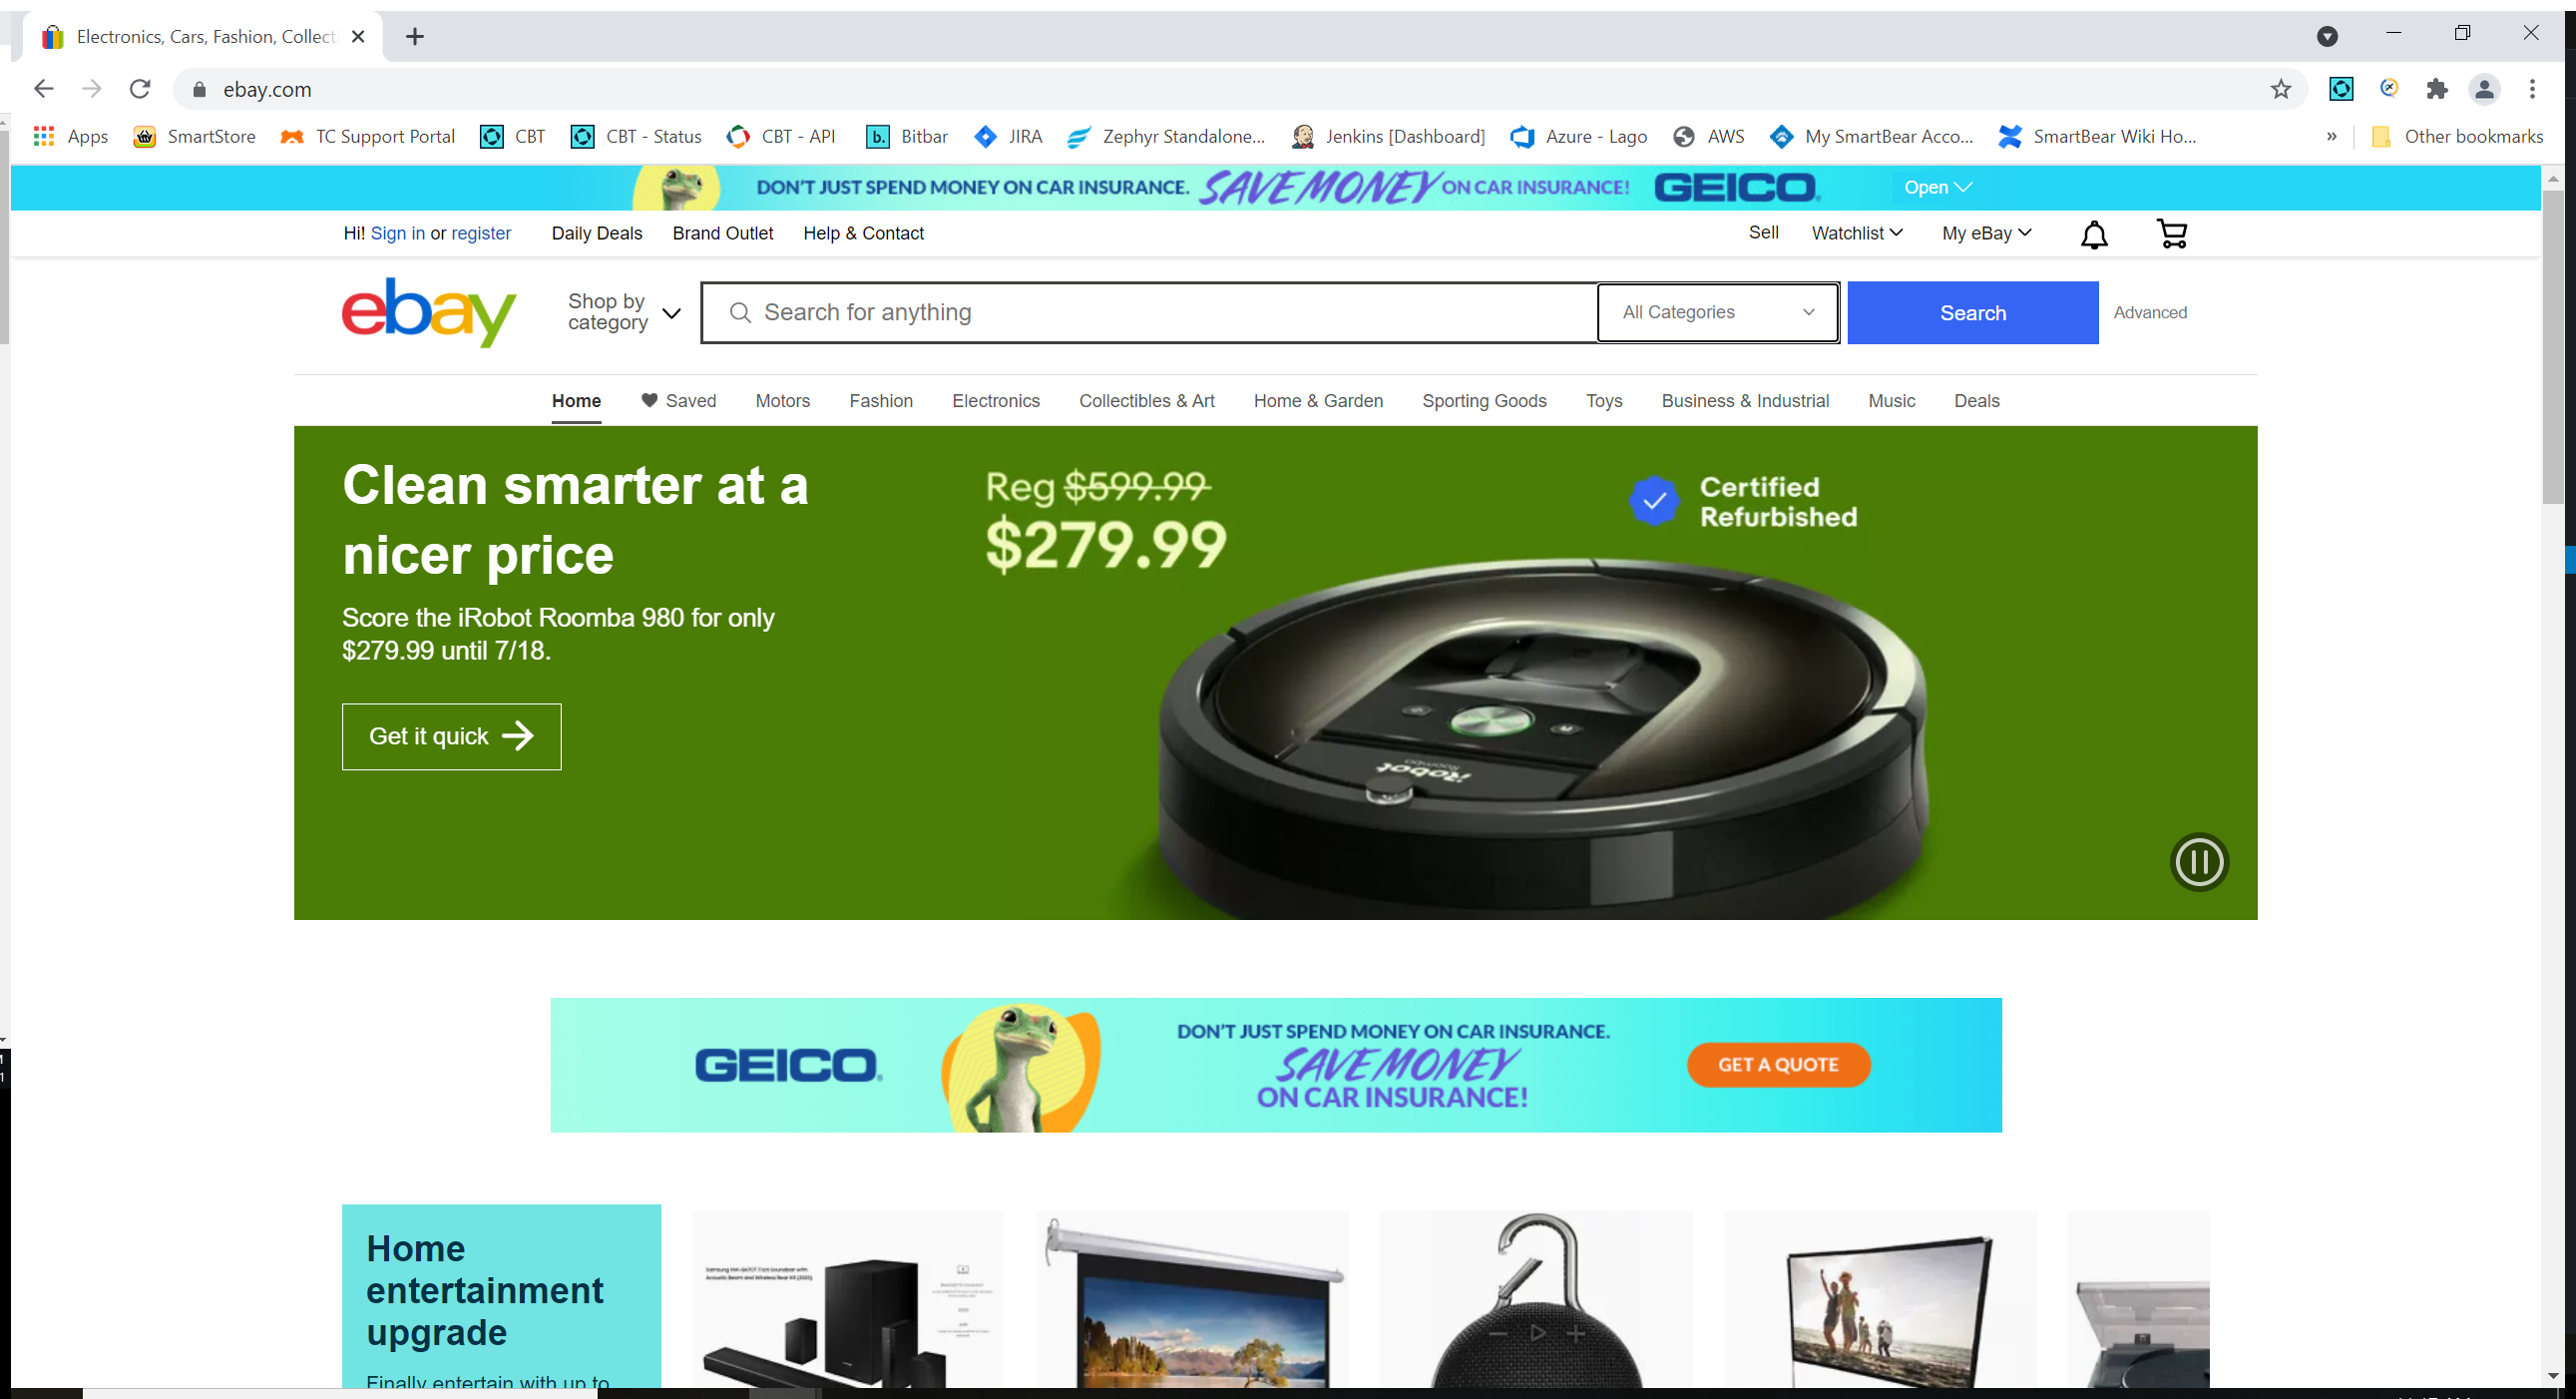 Electronics, Cars, Fashion, Collecti
ebay.com
Apps SmartStore TC Support Portal CBT CBT - Status CBT - API b. Bitbar JIRA Zephyr Standalone... Jenkins [Dashboard] Azure - Lago AWS My SmartBear Acco... SmartBear Wiki Ho... » Other bookmarks
DON'T JUST SPEND MONEY ON CAR INSURANCE. SAVE MONEY ON CAR INSURANCE! GEICO. Open
Hi! Sign in or register Daily Deals Brand Outlet Help & Contact Sell Watchlist My eBay
ebay
Shop by
category
Search for anything All Categories Search Advanced
Home Saved Motors Fashion Electronics Collectibles & Art Home & Garden Sporting Goods Toys Business & Industrial Music Deals
Clean smarter at a
nicer price
Score the iRobot Roomba 980 for only
$279.99 until 7/18.
Get it quick
Reg $599.99
$279.99
Certified
Refurbished
iRobot
Roomba
GEICO.
DON'T JUST SPEND MONEY ON CAR INSURANCE.
SAVE MONEY
ON CAR INSURANCE!
GET A QUOTE
Home
entertainment
upgrade
Finally entertain with up to